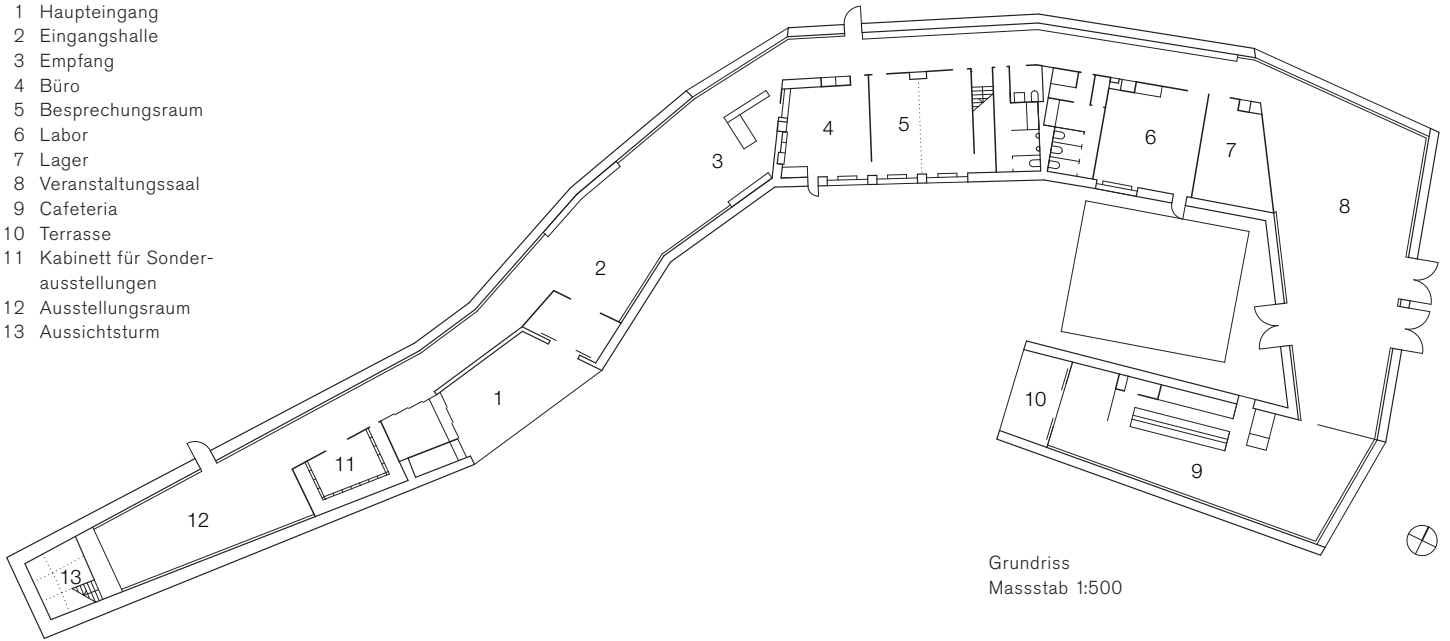 1 Haupteingang
2 Eingangshalle
3 Empfang
4 Büro
5 Besprechungsraum
6 Labor
7 Lager
8 Veranstaltungssaal
9 Cafeteria
10 Terrasse
11 Kabinett für Sonder-
ausstellungen
12 Ausstellungsraum
13 Aussichtsturm
4
5
6
7
3
8
2
1
10
11
9
12
13
Grundriss
Massstab 1:500